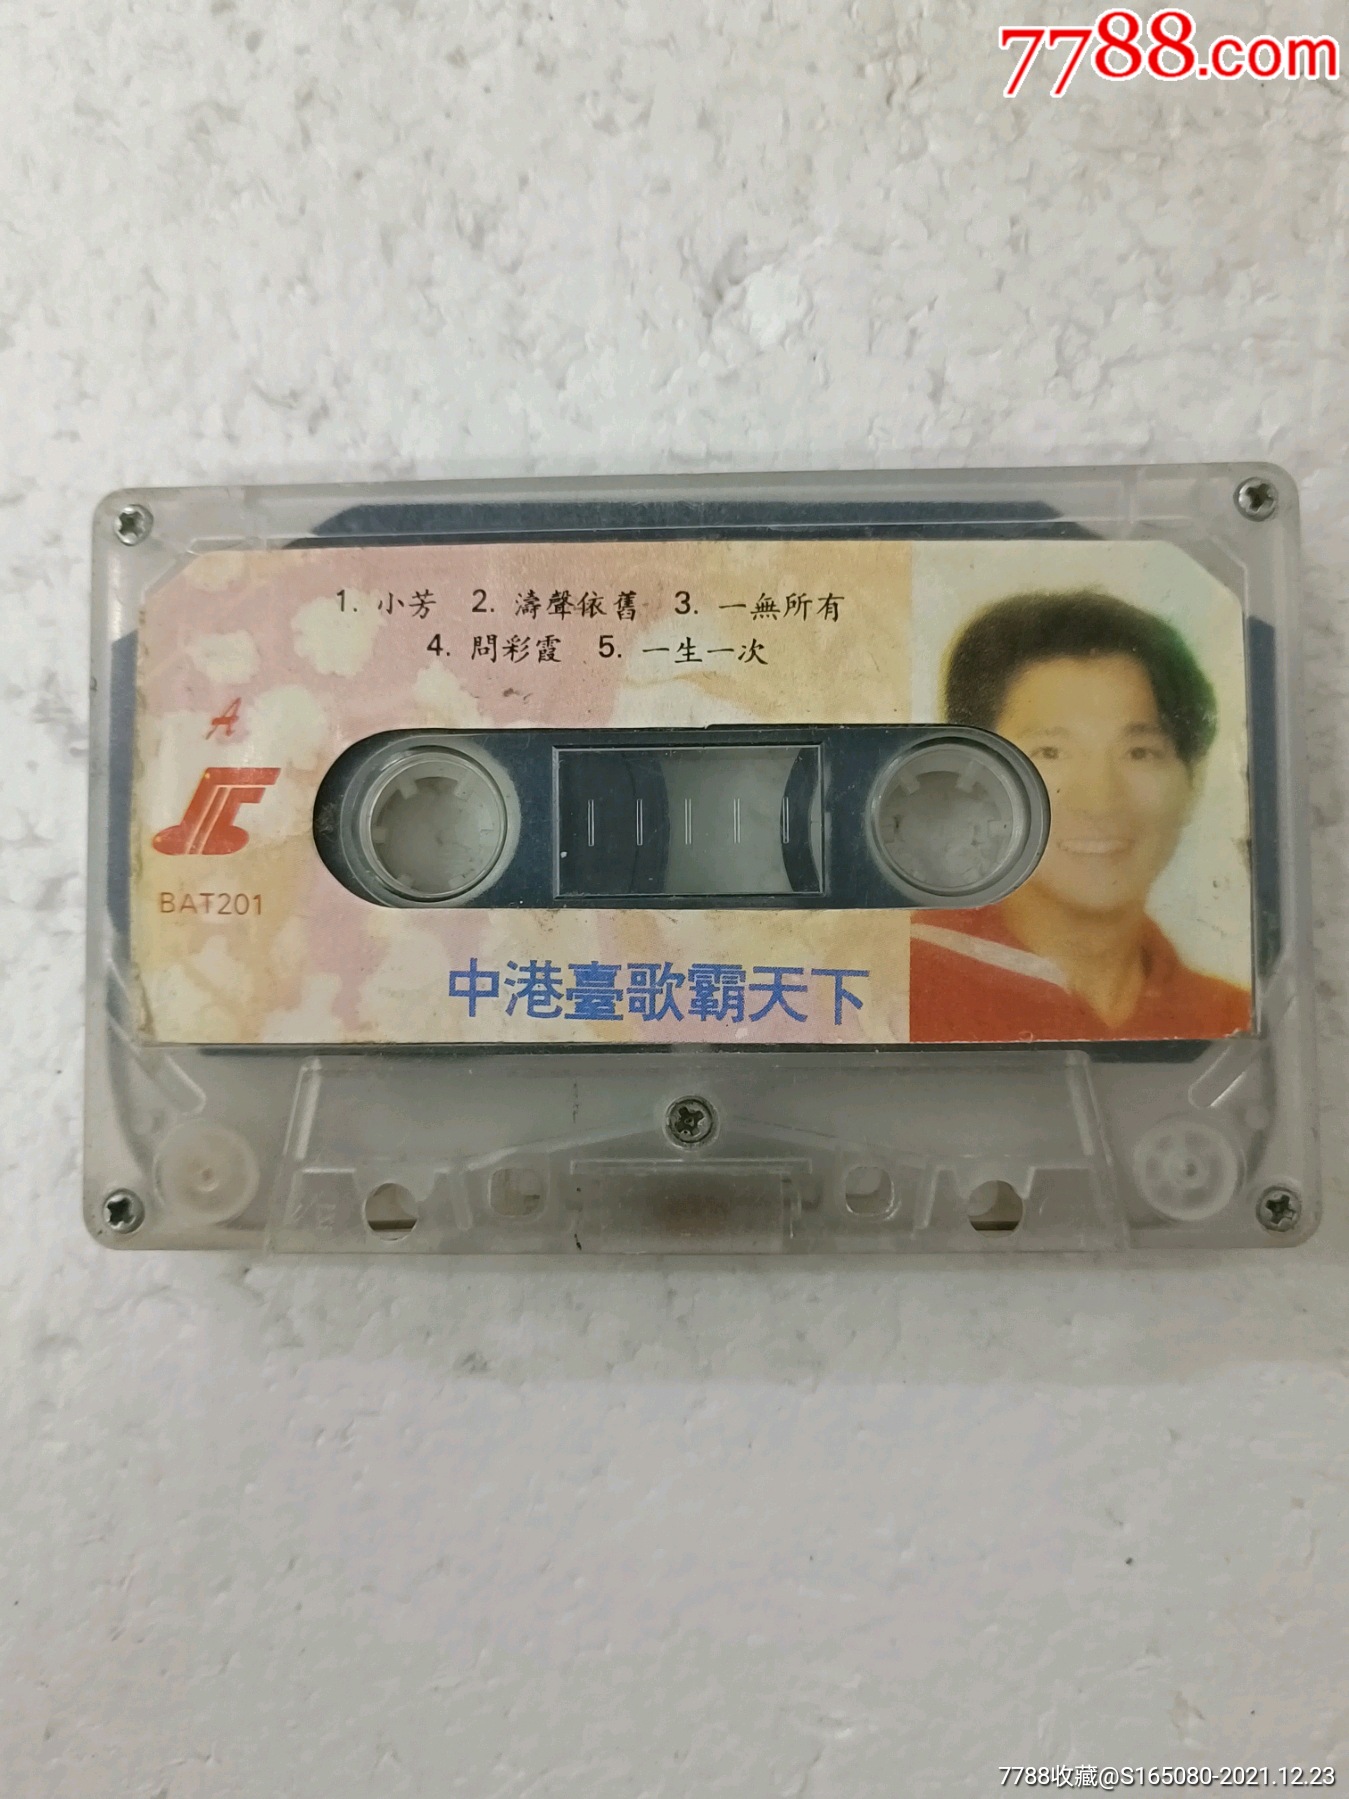 7788.com
1. 小芳 2. 濤聲依舊 3. 一無所有
4. 問彩霞 5. 一生一次
A
BAT201
中港臺歌霸天下
7788收藏@S165080-2021.12.23